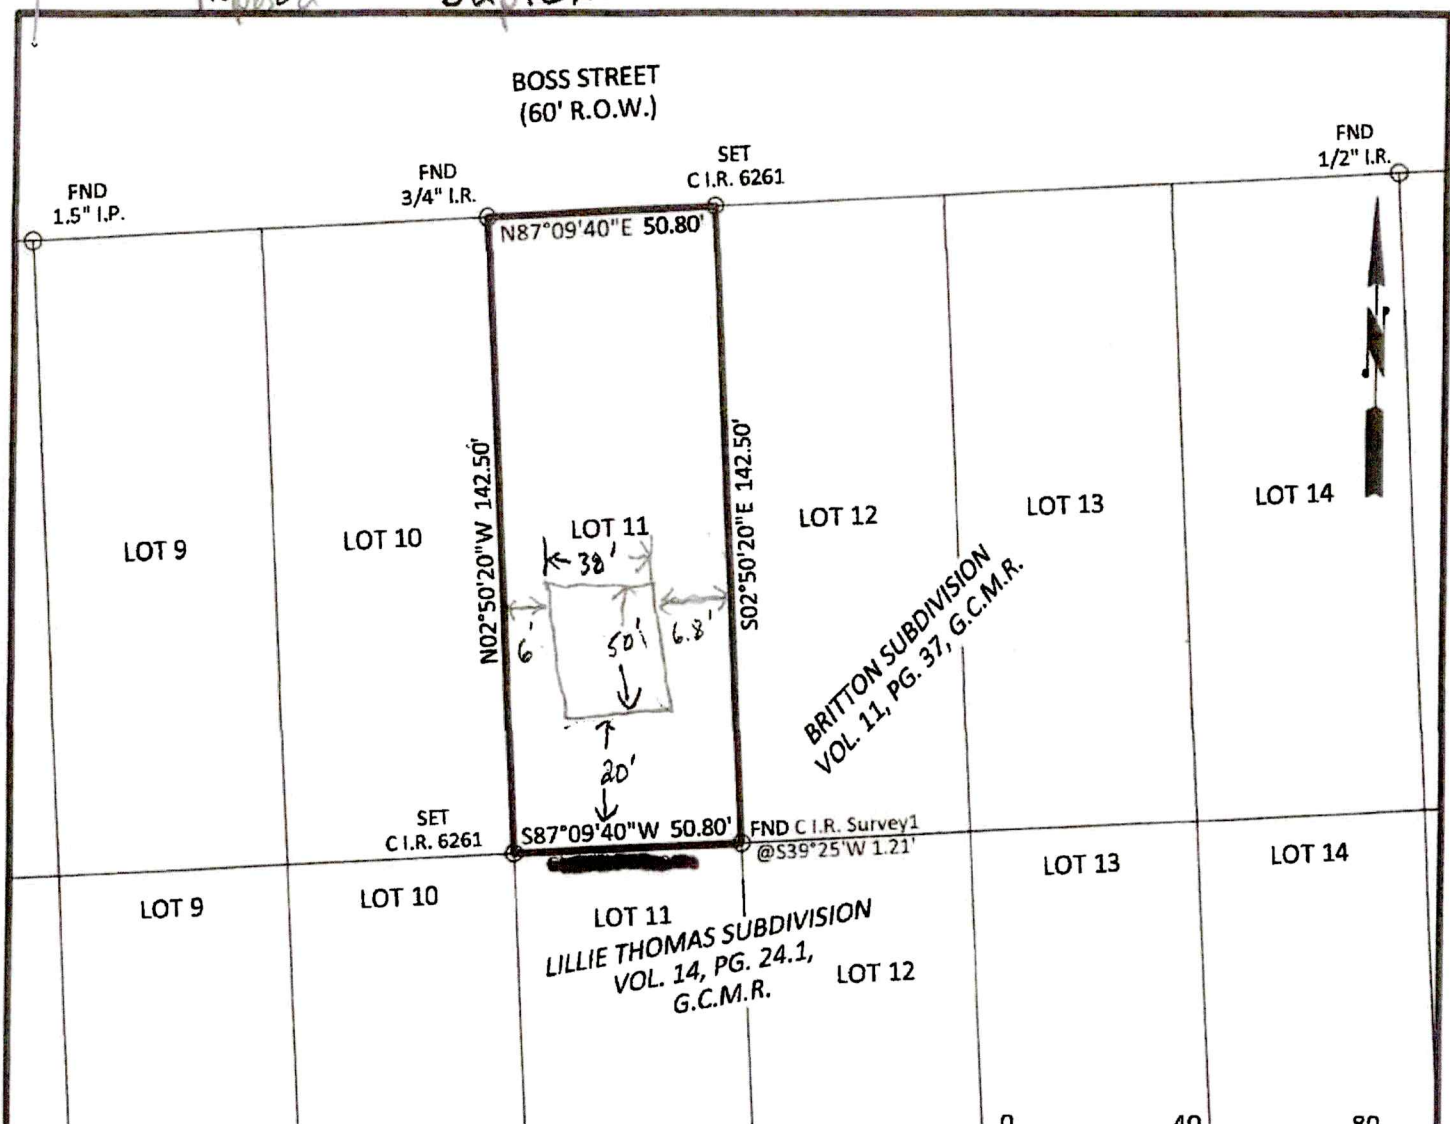 BOSS STREET
(60' R.O.W.)
FND
1/2" I.R.
SET
C I.R. 6261
FND
3/4" I.R.
FND
1.5" I.P.
N87°09'40"E 50.80'
N02°50'20"W 142.50'
S02°50'20"E 142.50'
LOT 9
LOT 10
LOT 11
LOT 12
LOT 13
LOT 14
38'
6'
50'
6.8'
20'
BRITTON SUBDIVISION
VOL. 11, PG. 37, G.C.M.R.
SET
C I.R. 6261
S87°09'40"W 50.80'
FND C I.R. Survey1
@S39°25'W 1.21'
LOT 9
LOT 10
LOT 11
LOT 13
LOT 14
LILLIE THOMAS SUBDIVISION
VOL. 14, PG. 24.1,
G.C.M.R.
LOT 12
0 40 80